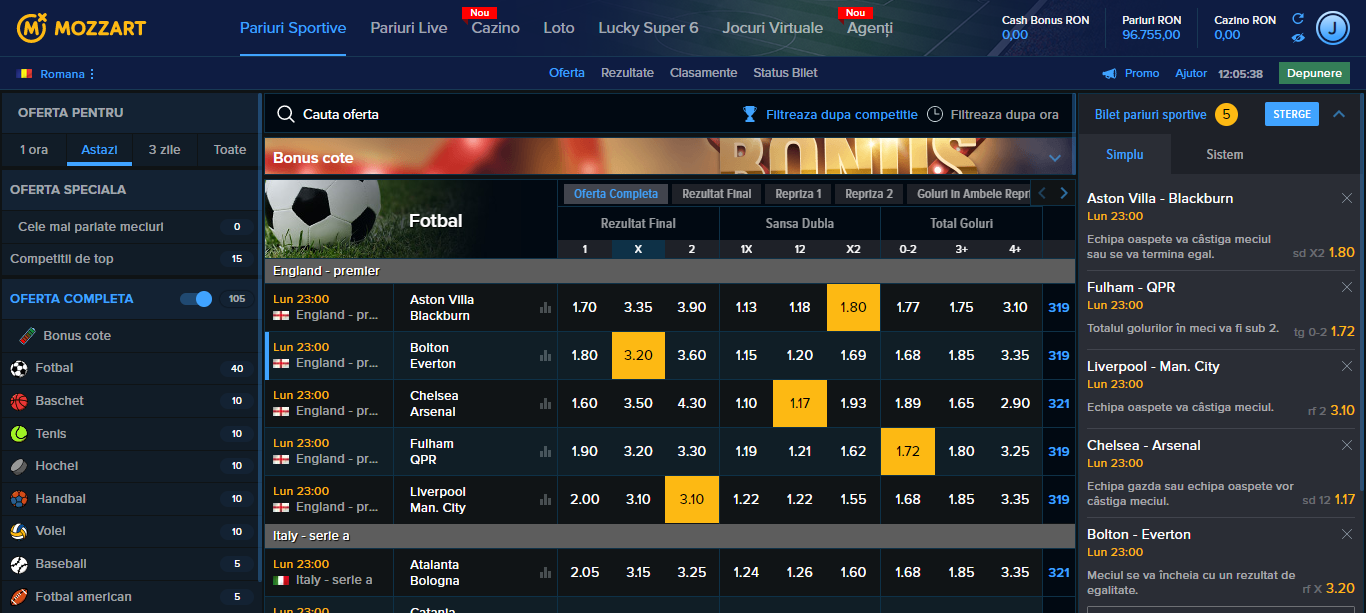 MOZZART
Pariuri Sportive
Pariuri Live
Nou
Cazino
Loto
Lucky Super 6
Jocuri Virtuale
Nou
Agenți
Cash Bonus RON
0,00
Pariuri RON
96.755,00
Cazino RON
0,00
J
Romana
Oferta
Rezultate
Clasamente
Status Bilet
Promo
Ajutor
12:05:38
Depunere
OFERTA PENTRU
1 ora
Astazi
3 zile
Toate
OFERTA SPECIALA
Cele mai pariate meciuri 0
Competitii de top 15
OFERTA COMPLETA 105
Bonus cote
Fotbal 40
Baschet 10
Tenis 10
Hochei 10
Handbal 10
Volei 10
Baseball 5
Fotbal american 5
Cauta oferta
Filtreaza dupa competitie
Filtreaza dupa ora
Bonus cote
BONUS
Fotbal
Oferta Completa
Rezultat Final
Repriza 1
Repriza 2
Goluri in Ambele Repri
Rezultat Final
Sansa Dubla
Total Goluri
1 X 2 1X 12 X2 0-2 3+ 4+
England - premier
Lun 23:00
England - pr...
Aston Villa
Blackburn
1.70 3.35 3.90 1.13 1.18 1.80 1.77 1.75 3.10 319
Lun 23:00
England - pr...
Bolton
Everton
1.80 3.20 3.60 1.15 1.20 1.69 1.68 1.85 3.35 319
Lun 23:00
England - pr...
Chelsea
Arsenal
1.60 3.50 4.30 1.10 1.17 1.93 1.89 1.65 2.90 321
Lun 23:00
England - pr...
Fulham
QPR
1.90 3.20 3.30 1.19 1.21 1.62 1.72 1.80 3.25 319
Lun 23:00
England - pr...
Liverpool
Man. City
2.00 3.10 3.10 1.22 1.22 1.55 1.68 1.85 3.35 319
Italy - serie a
Lun 23:00
Italy - serie a
Atalanta
Bologna
2.05 3.15 3.25 1.24 1.26 1.60 1.68 1.85 3.35 321
Lun 23:00
Catania
Bilet pariuri sportive 5
STERGE
Simplu
Sistem
Aston Villa - Blackburn
Lun 23:00
Echipa oaspete va câstiga meciul
sau se va termina egal.
sd X2 1.80
Fulham - QPR
Lun 23:00
Totalul golurilor în meci va fi sub 2.
tg 0-2 1.72
Liverpool - Man. City
Lun 23:00
Echipa oaspete va câstiga meciul.
rf 2 3.10
Chelsea - Arsenal
Lun 23:00
Echipa gazda sau echipa oaspete vor
câstiga meciul.
sd 12 1.17
Bolton - Everton
Lun 23:00
Meciul se va încheia cu un rezultat de
egalitate.
rf X 3.20